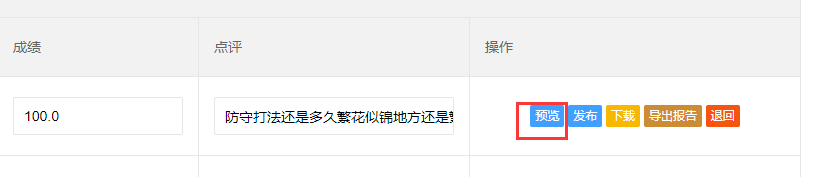 成绩 点评 操作
100.0 防守打法还是多久繁花似锦地方还是 预览 发布 下载 导出报告 退回